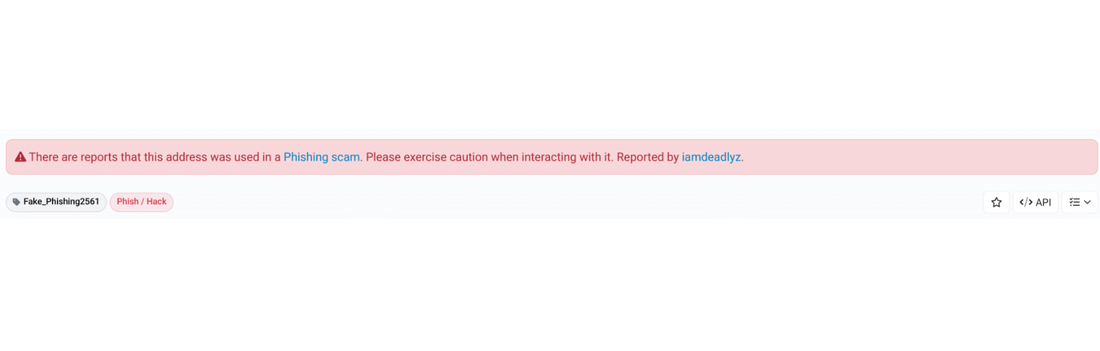 There are reports that this address was used in a Phishing scam. Please exercise caution when interacting with it. Reported by iamdeadlyz.
Fake_Phishing2561 Phish / Hack </> API